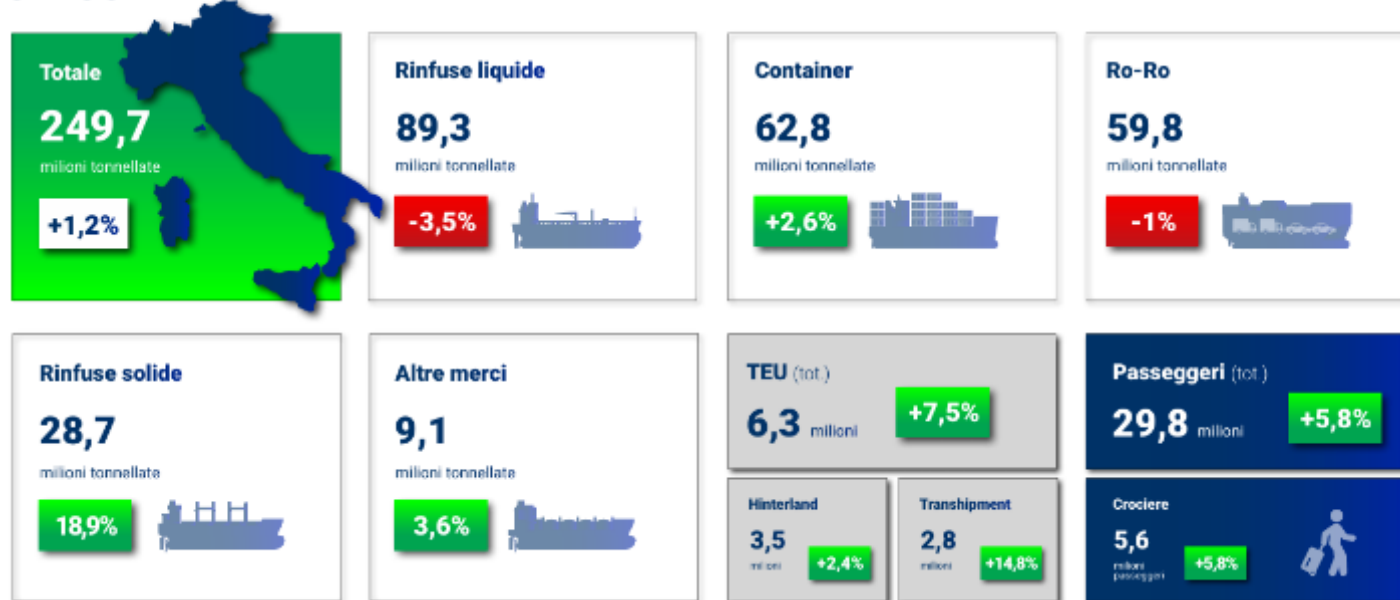 Totale
249,7
milioni tonnellate
+1,2%
Rinfuse liquide
89,3
milioni tonnellate
-3,5%
Container
62,8
milioni tonnellate
+2,6%
Ro-Ro
59,8
milioni tonnellate
-1%
Rinfuse solide
28,7
milioni tonnellate
18,9%
Altre merci
9,1
milioni tonnellate
3,6%
TEU (tot.)
6,3 milioni
+7,5%
Hinterland
3,5
milioni
+2,4%
Transhipment
2,8
milioni
+14,8%
Passeggeri (tot.)
29,8 milioni
+5,8%
Crociere
5,6
milioni
passeggeri
+5,8%